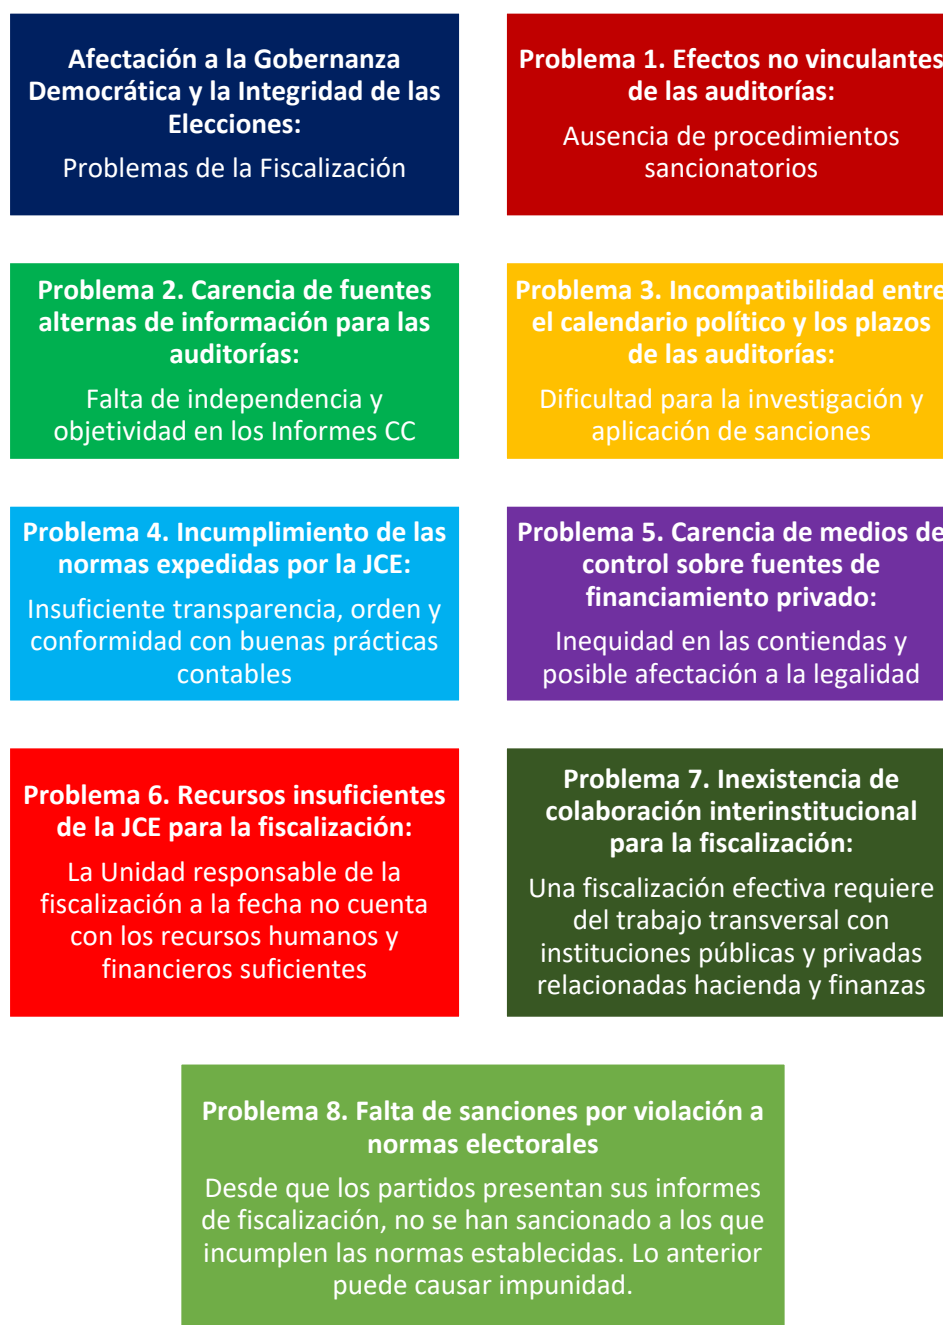 Afectación a la Gobernanza
Democrática y la Integridad de las
Elecciones:
Problemas de la Fiscalización
Problema 1. Efectos no vinculantes
de las auditorías:
Ausencia de procedimientos
sancionatorios
Problema 2. Carencia de fuentes
alternas de información para las
auditorías:
Falta de independencia y
objetividad en los Informes CC
Problema 3. Incompatibilidad entre
el calendario político y los plazos
de las auditorías:
Dificultad para la investigación y
aplicación de sanciones
Problema 4. Incumplimiento de las
normas expedidas por la JCE:
Insuficiente transparencia, orden y
conformidad con buenas prácticas
contables
Problema 5. Carencia de medios de
control sobre fuentes de
financiamiento privado:
Inequidad en las contiendas y
posible afectación a la legalidad
Problema 6. Recursos insuficientes
de la JCE para la fiscalización:
La Unidad responsable de la
fiscalización a la fecha no cuenta
con los recursos humanos y
financieros suficientes
Problema 7. Inexistencia de
colaboración interinstitucional
para la fiscalización:
Una fiscalización efectiva requiere
del trabajo transversal con
instituciones públicas y privadas
relacionadas hacienda y finanzas
Problema 8. Falta de sanciones por violación a
normas electorales
Desde que los partidos presentan sus informes
de fiscalización, no se han sancionado a los que
incumplen las normas establecidas. Lo anterior
puede causar impunidad.